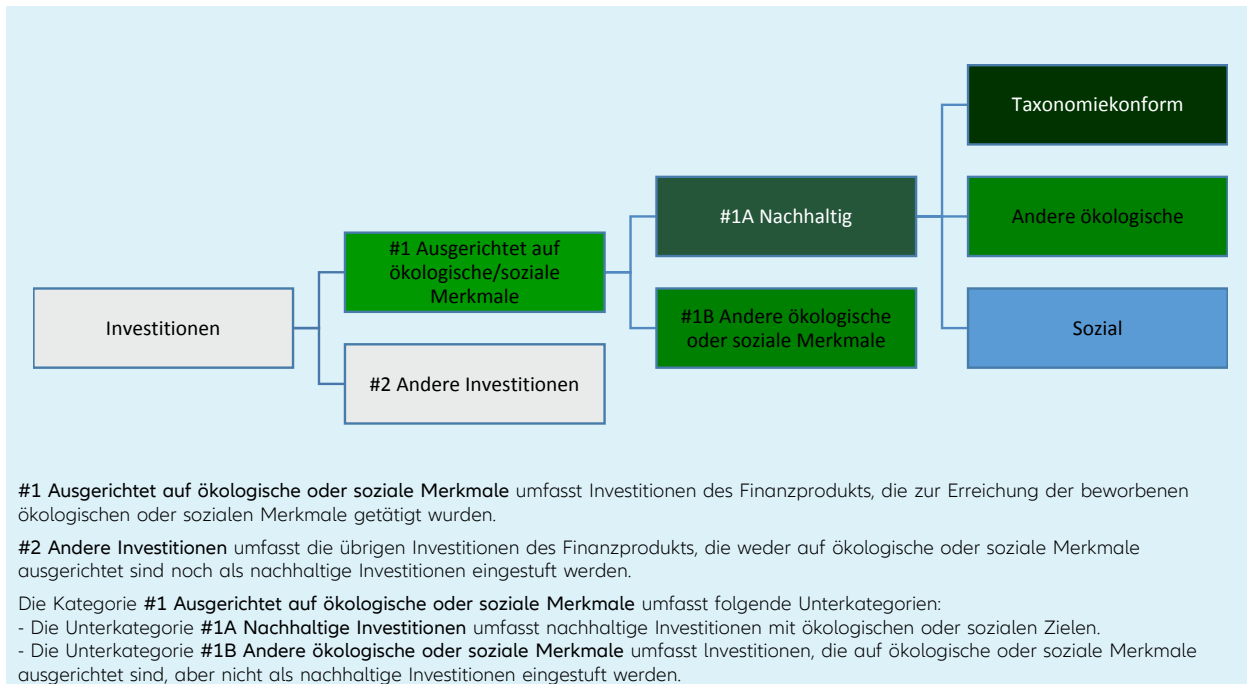 Taxonomiekonform
#1A Nachhaltig
Andere ökologische
#1 Ausgerichtet auf
ökologische/soziale
Merkmale
Investitionen
#1B Andere ökologische
oder soziale Merkmale
Sozial
#2 Andere Investitionen
#1 Ausgerichtet auf ökologische oder soziale Merkmale umfasst Investitionen des Finanzprodukts, die zur Erreichung der beworbenen
ökologischen oder sozialen Merkmale getätigt wurden.
#2 Andere Investitionen umfasst die übrigen Investitionen des Finanzprodukts, die weder auf ökologische oder soziale Merkmale
ausgerichtet sind noch als nachhaltige Investitionen eingestuft werden.
Die Kategorie #1 Ausgerichtet auf ökologische oder soziale Merkmale umfasst folgende Unterkategorien:
- Die Unterkategorie #1A Nachhaltige Investitionen umfasst nachhaltige Investitionen mit ökologischen oder sozialen Zielen.
- Die Unterkategorie #1B Andere ökologische oder soziale Merkmale umfasst Investitionen, die auf ökologische oder soziale Merkmale
ausgerichtet sind, aber nicht als nachhaltige Investitionen eingestuft werden.